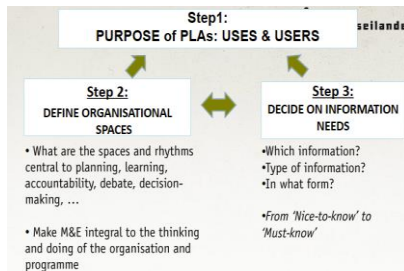 Step1:
PURPOSE of PLAs: USES & USERS
seilande
Step 2:
DEFINE ORGANISATIONAL
SPACES
• What are the spaces and rhythms
central to planning, learning,
accountability, debate, decision-
making, ...
• Make M&E integral to the thinking
and doing of the organisation and
programme
Step 3:
DECIDE ON INFORMATION
NEEDS
•Which information?
•Type of information?
•In what form?
•From 'Nice-to-know' to
'Must-know'